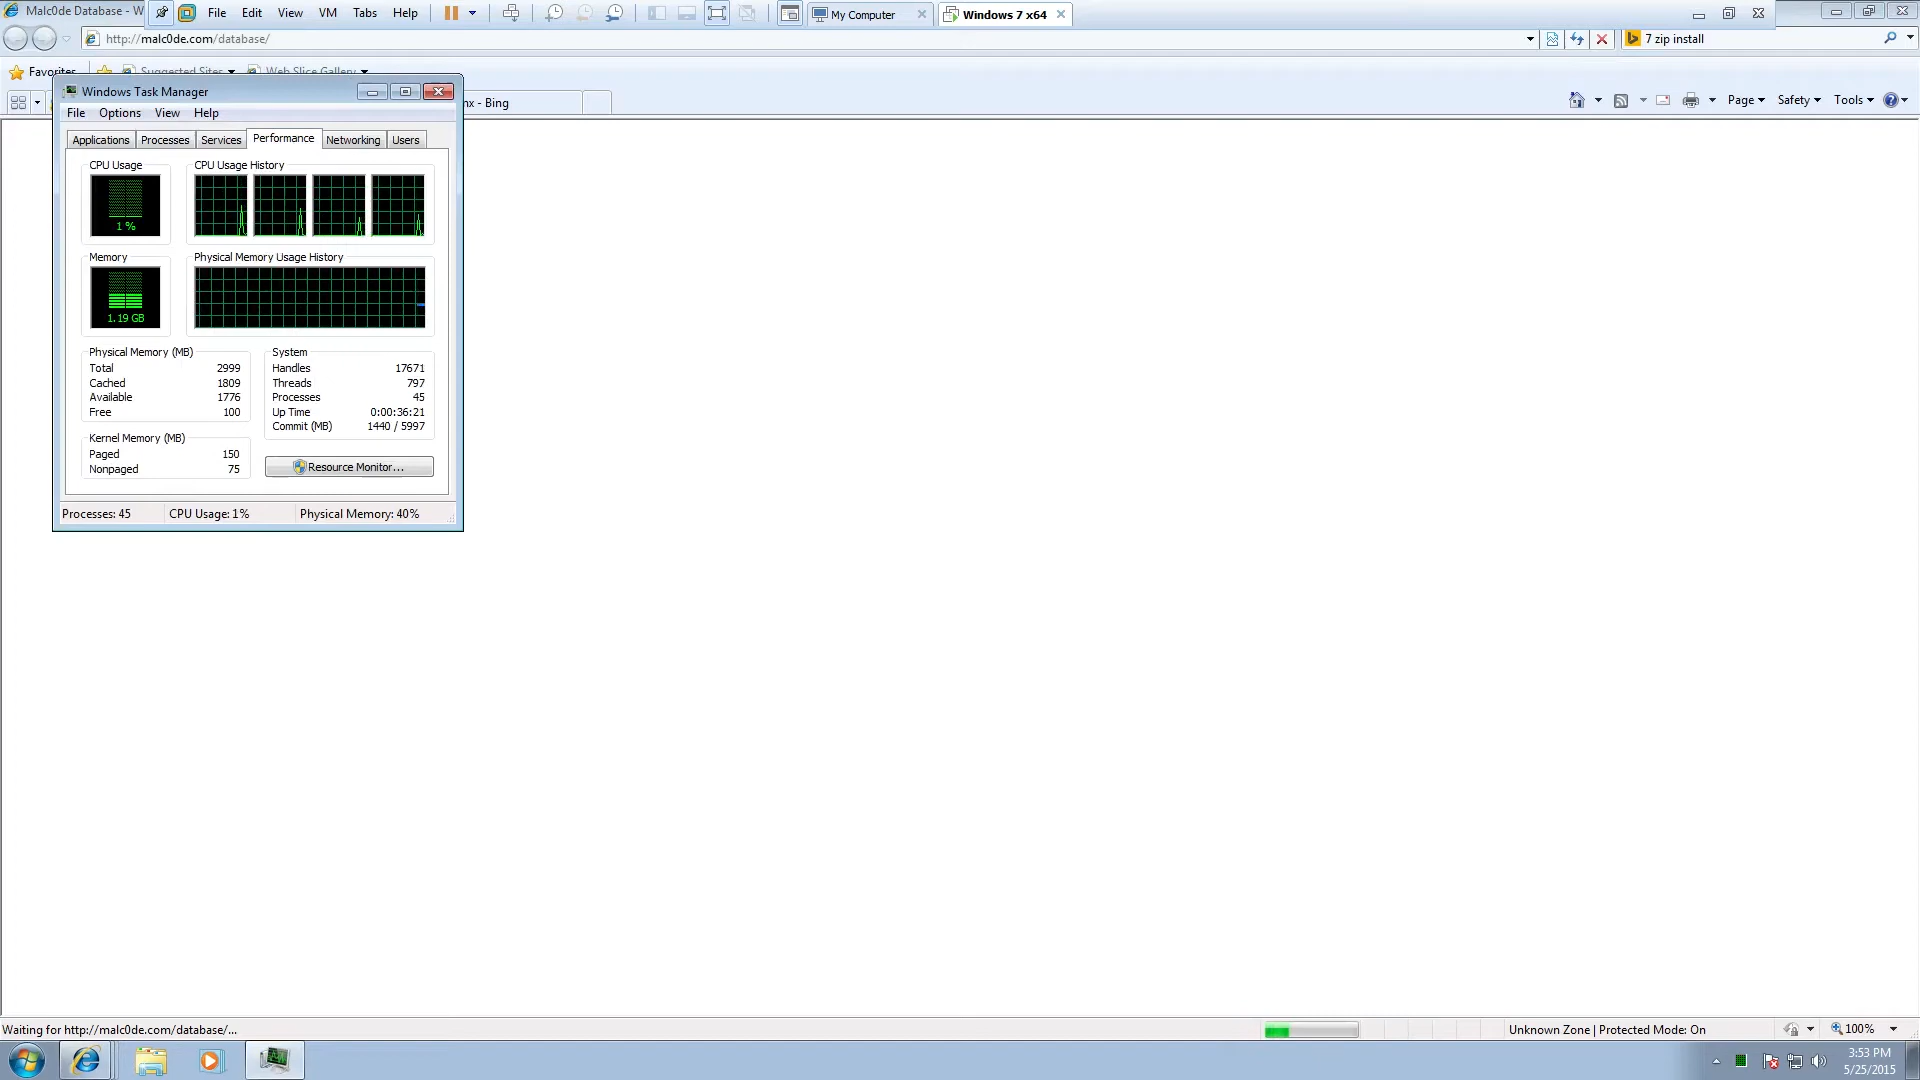 Malc0de Database - W
File Edit View VM Tabs Help
My Computer
Windows 7 x64
http://malc0de.com/database/
7 zip install
Favorites Suggested Sites Web Slice Gallery
Windows Task Manager
nx - Bing
Page Safety Tools
File Options View Help
Applications Processes Services Performance Networking Users
CPU Usage CPU Usage History
1 %
Memory Physical Memory Usage History
1.19 GB
Physical Memory (MB)
Total 2999
Cached 1809
Available 1776
Free 100
System
Handles 17671
Threads 797
Processes 45
Up Time 0:00:36:21
Commit (MB) 1440 / 5997
Kernel Memory (MB)
Paged 150
Nonpaged 75
Resource Monitor...
Processes: 45 CPU Usage: 1% Physical Memory: 40%
Waiting for http://malc0de.com/database/...
Unknown Zone | Protected Mode: On
100%
3:53 PM
5/25/2015